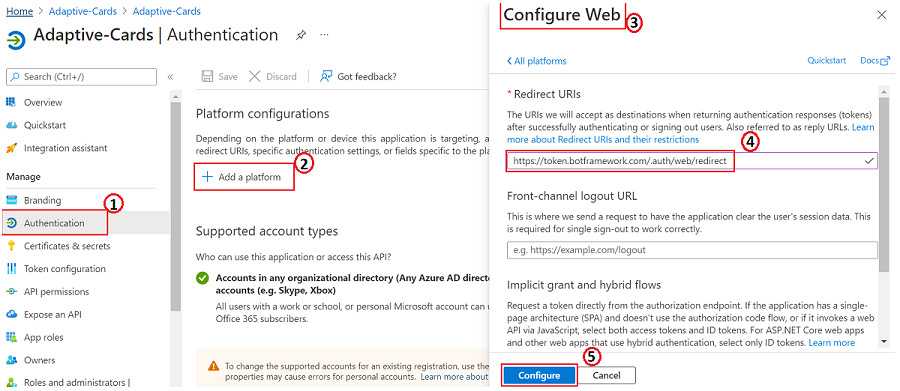 Home > Adaptive-Cards > Adaptive-Cards
Adaptive-Cards | Authentication
Search (Ctrl+/)
«
Overview
Quickstart
Integration assistant
Manage
Branding
1
Authentication
Certificates & secrets
Token configuration
API permissions
Expose an API
App roles
Owners
Roles and administrators |
Save
Discard
Got feedback?
Platform configurations
Depending on the platform or device this application is targeting, a
redirect URIs, specific authentication settings, or fields specific to the pla
2
+ Add a platform
Supported account types
Who can use this application or access this API?
Accounts in any organizational directory (Any Azure AD directo
accounts (e.g. Skype, Xbox)
All users with a work or school, or personal Microsoft account can u
Office 365 subscribers.
To change the supported accounts for an existing registration, use the
properties may cause errors for personal accounts. Learn more about
Configure Web
3
All platforms
Quickstart
Docs
* Redirect URIs
The URIs we will accept as destinations when returning authentication responses (tokens)
after successfully authenticating or signing out users. Also referred to as reply URLs. Learn
more about Redirect URIs and their restrictions
4
https://token.botframework.com/.auth/web/redirect
Front-channel logout URL
This is where we send a request to have the application clear the user's session data. This
is required for single sign-out to work correctly.
e.g. https://example.com/logout
Implicit grant and hybrid flows
Request a token directly from the authorization endpoint. If the application has a single-
page architecture (SPA) and doesn't use the authorization code flow, or if it invokes a web
API via JavaScript, select both access tokens and ID tokens. For ASP.NET Core web apps
and other web apps that use hybrid authentication, select only ID tokens. Learn more
5
Configure
Cancel